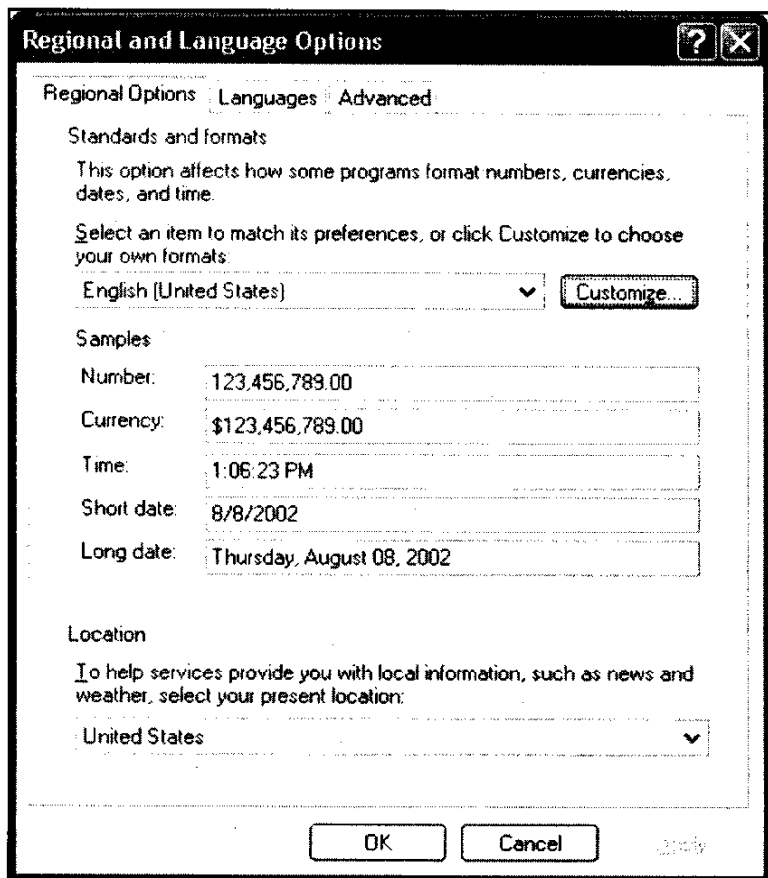 Regional and Language Options
Regional Options Languages Advanced
Standards and formats
This option affects how some programs format numbers, currencies,
dates, and time.
Select an item to match its preferences, or click Customize to choose
your own formats:
English (United States) Customize...
Samples
Number: 123,456,789.00
Currency: $123,456,789.00
Time: 1:06:23 PM
Short date: 8/8/2002
Long date: Thursday, August 08, 2002
Location
To help services provide you with local information, such as news and
weather, select your present location:
United States
OK Cancel Apply